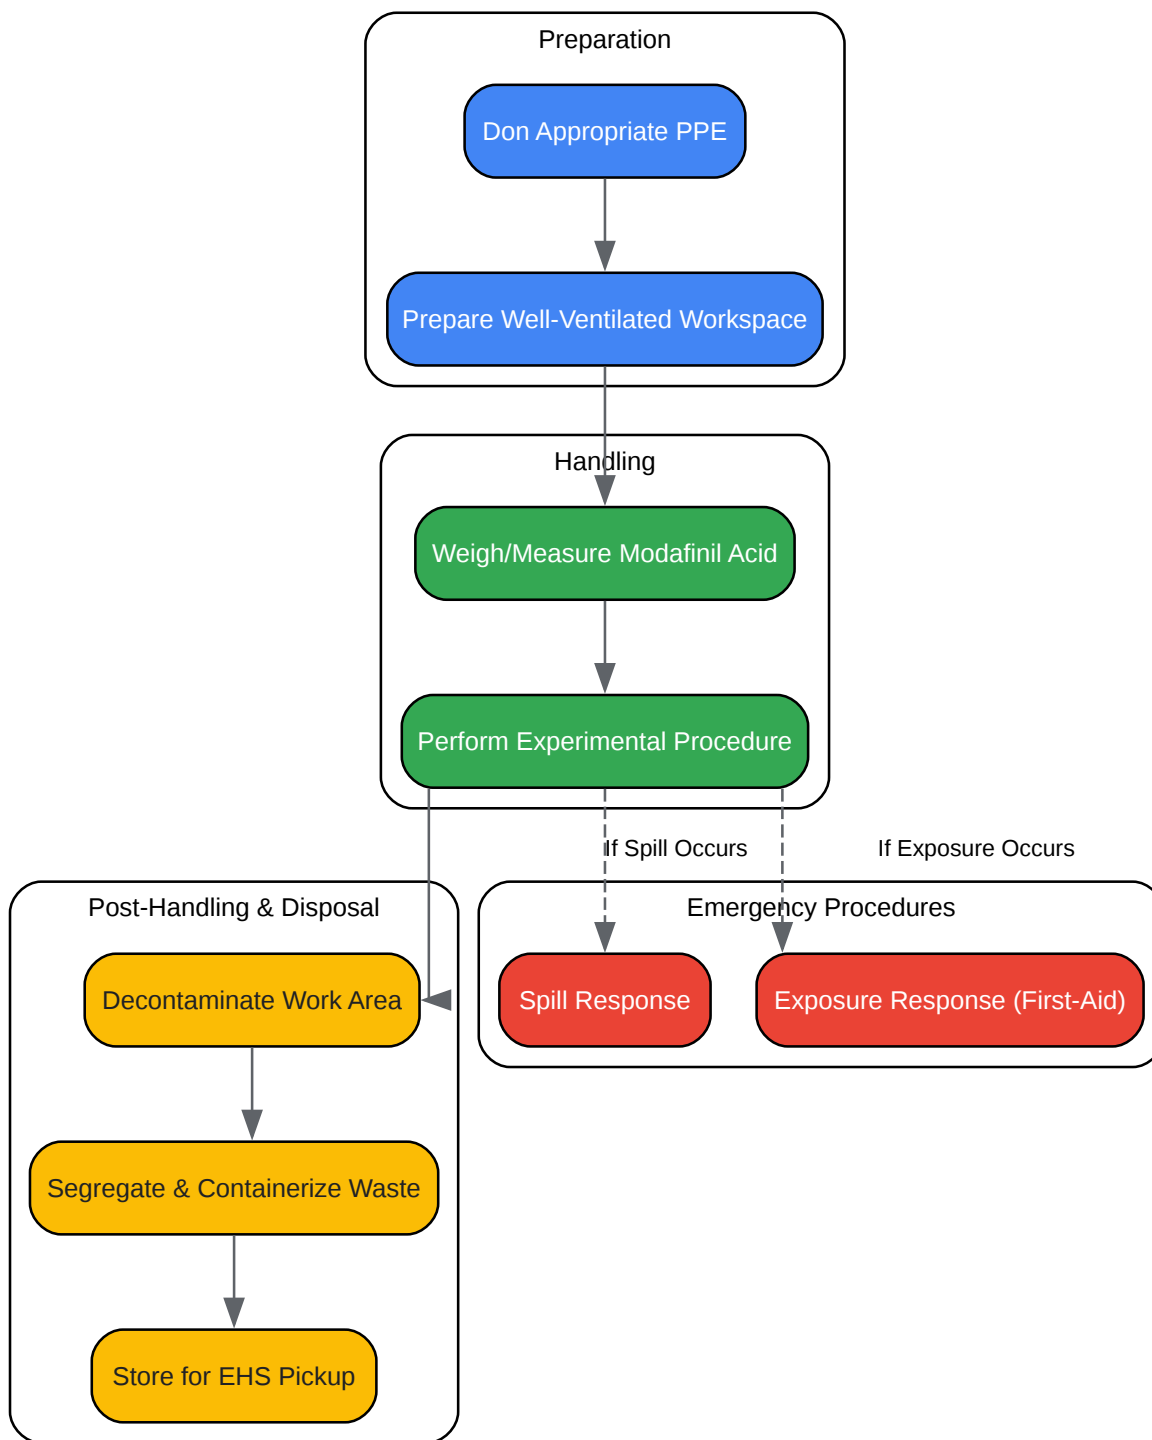 Preparation
Don Appropriate PPE
Prepare Well-Ventilated Workspace
Handling
Weigh/Measure Modafinil Acid
Perform Experimental Procedure
If Spill Occurs
If Exposure Occurs
Post-Handling & Disposal
Emergency Procedures
Decontaminate Work Area
Spill Response
Exposure Response (First-Aid)
Segregate & Containerize Waste
Store for EHS Pickup